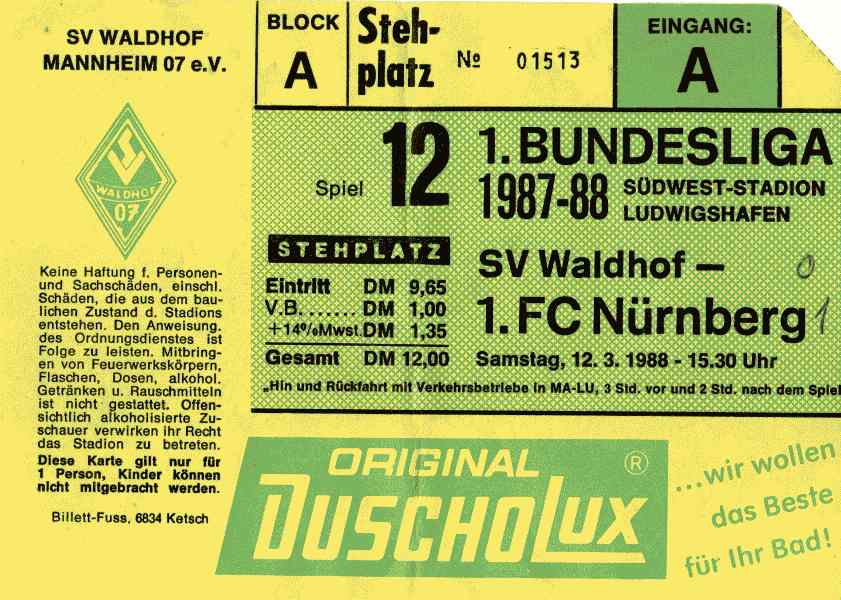 SV WALDHOF
MANNHEIM 07 e.V.
WALDHOF
07
Keine Haftung f. Personen-
und Sachschäden, einschl.
Schäden, die aus dem bau-
lichen Zustand d. Stadions
entstehen. Den Anweisung.
des Ordnungsdienstes ist
Folge zu leisten. Mitbring-
en von Feuerwerkskörpern,
Flaschen, Dosen, alkohol.
Getränken u. Rauschmitteln
ist nicht gestattet. Offen-
sichtlich alkoholisierte Zu-
schauer verwirken ihr Recht
das Stadion zu betreten.
Diese Karte gilt nur für
1 Person, Kinder können
nicht mitgebracht werden.
Billett-Fuss, 6834 Ketsch
BLOCK
A
Steh-
platz
№ 01513
EINGANG:
A
Spiel 12
1. BUNDESLIGA
1987-88
SÜDWEST-STADION
LUDWIGSHAFEN
STEHPLATZ
Eintritt DM 9,65
V.B. ....... DM 1,00
+14%Mwst. DM 1,35
Gesamt DM 12,00
SV Waldhof — 0
1. FC Nürnberg 1
Samstag, 12. 3. 1988 - 15.30 Uhr
„Hin und Rückfahrt mit Verkehrsbetriebe in MA-LU, 3 Std. vor und 2 Std. nach dem Spiel
ORIGINAL ®
DUSCHOLUX
...wir wollen
das Beste
für Ihr Bad!